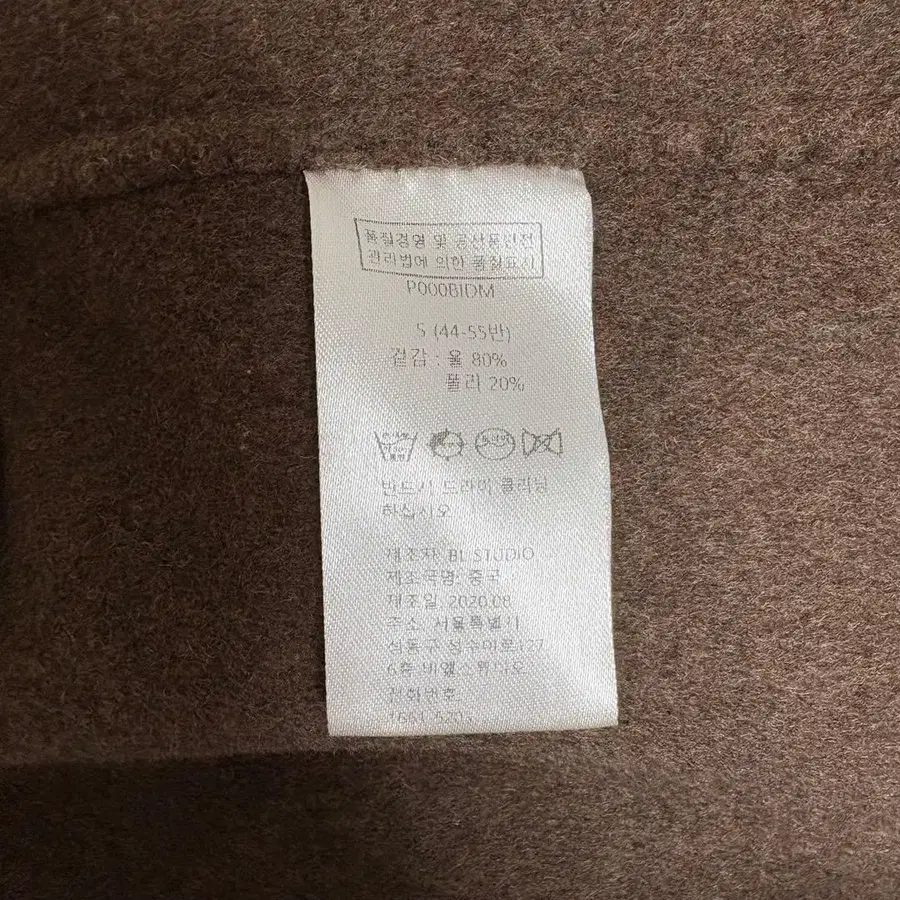 품질경영 및 공산품안전
관리법에 의한 품질표시
P000BIDM
S (44-55반)
겉감 : 울 80%
폴리 20%
반드시 드라이 클리닝
하십시오
제조자 BL STUDIO
제조국명: 중국
제조일 2020.08
주소. 서울특별시
성동구 성수이로127
6층 비엘스튜디오
전화번호
1661